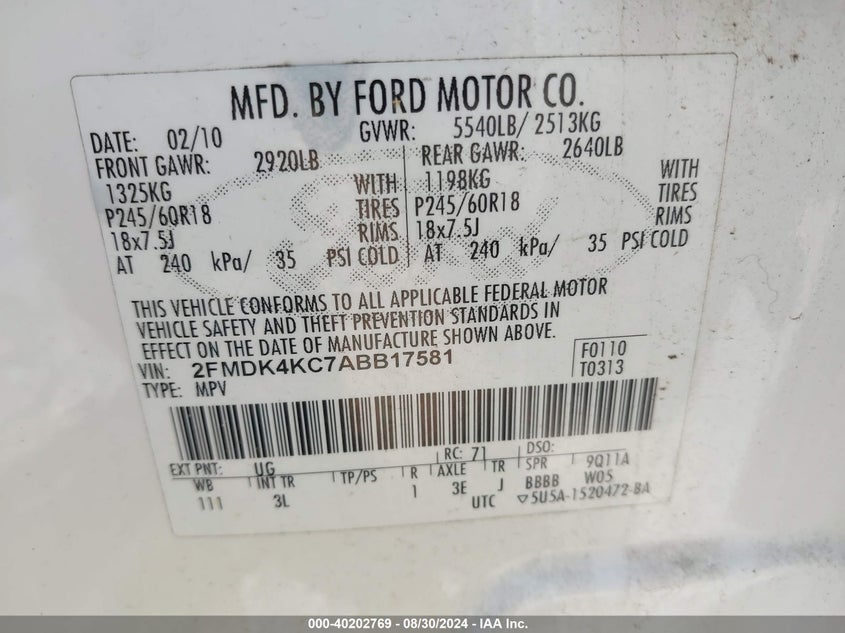 MFD. BY FORD MOTOR CO.
DATE: 02/10 GVWR: 5540LB/ 2513KG
FRONT GAWR: 2920LB REAR GAWR: 2640LB
1325KG WITH 1198KG WITH
P245/60R18 TIRES P245/60R18 TIRES
18x7.5J RIMS 18x7.5J RIMS
AT 240 kPa/ 35 PSI COLD AT 240 kPa/ 35 PSI COLD
THIS VEHICLE CONFORMS TO ALL APPLICABLE FEDERAL MOTOR
VEHICLE SAFETY AND THEFT PREVENTION STANDARDS IN
EFFECT ON THE DATE OF MANUFACTURE SHOWN ABOVE.
VIN: 2FMDK4KC7ABB17581 F0110
TYPE: MPV T0313
EXT PNT: UG RC: 71 DSO:
WB INT TR TP/PS R AXLE TR SPR 9Q11A
111 3L 1 3E J BBBB W05
UTC ▽5U5A-1520472-BA
000-40202769 • 08/30/2024 - IAA Inc.